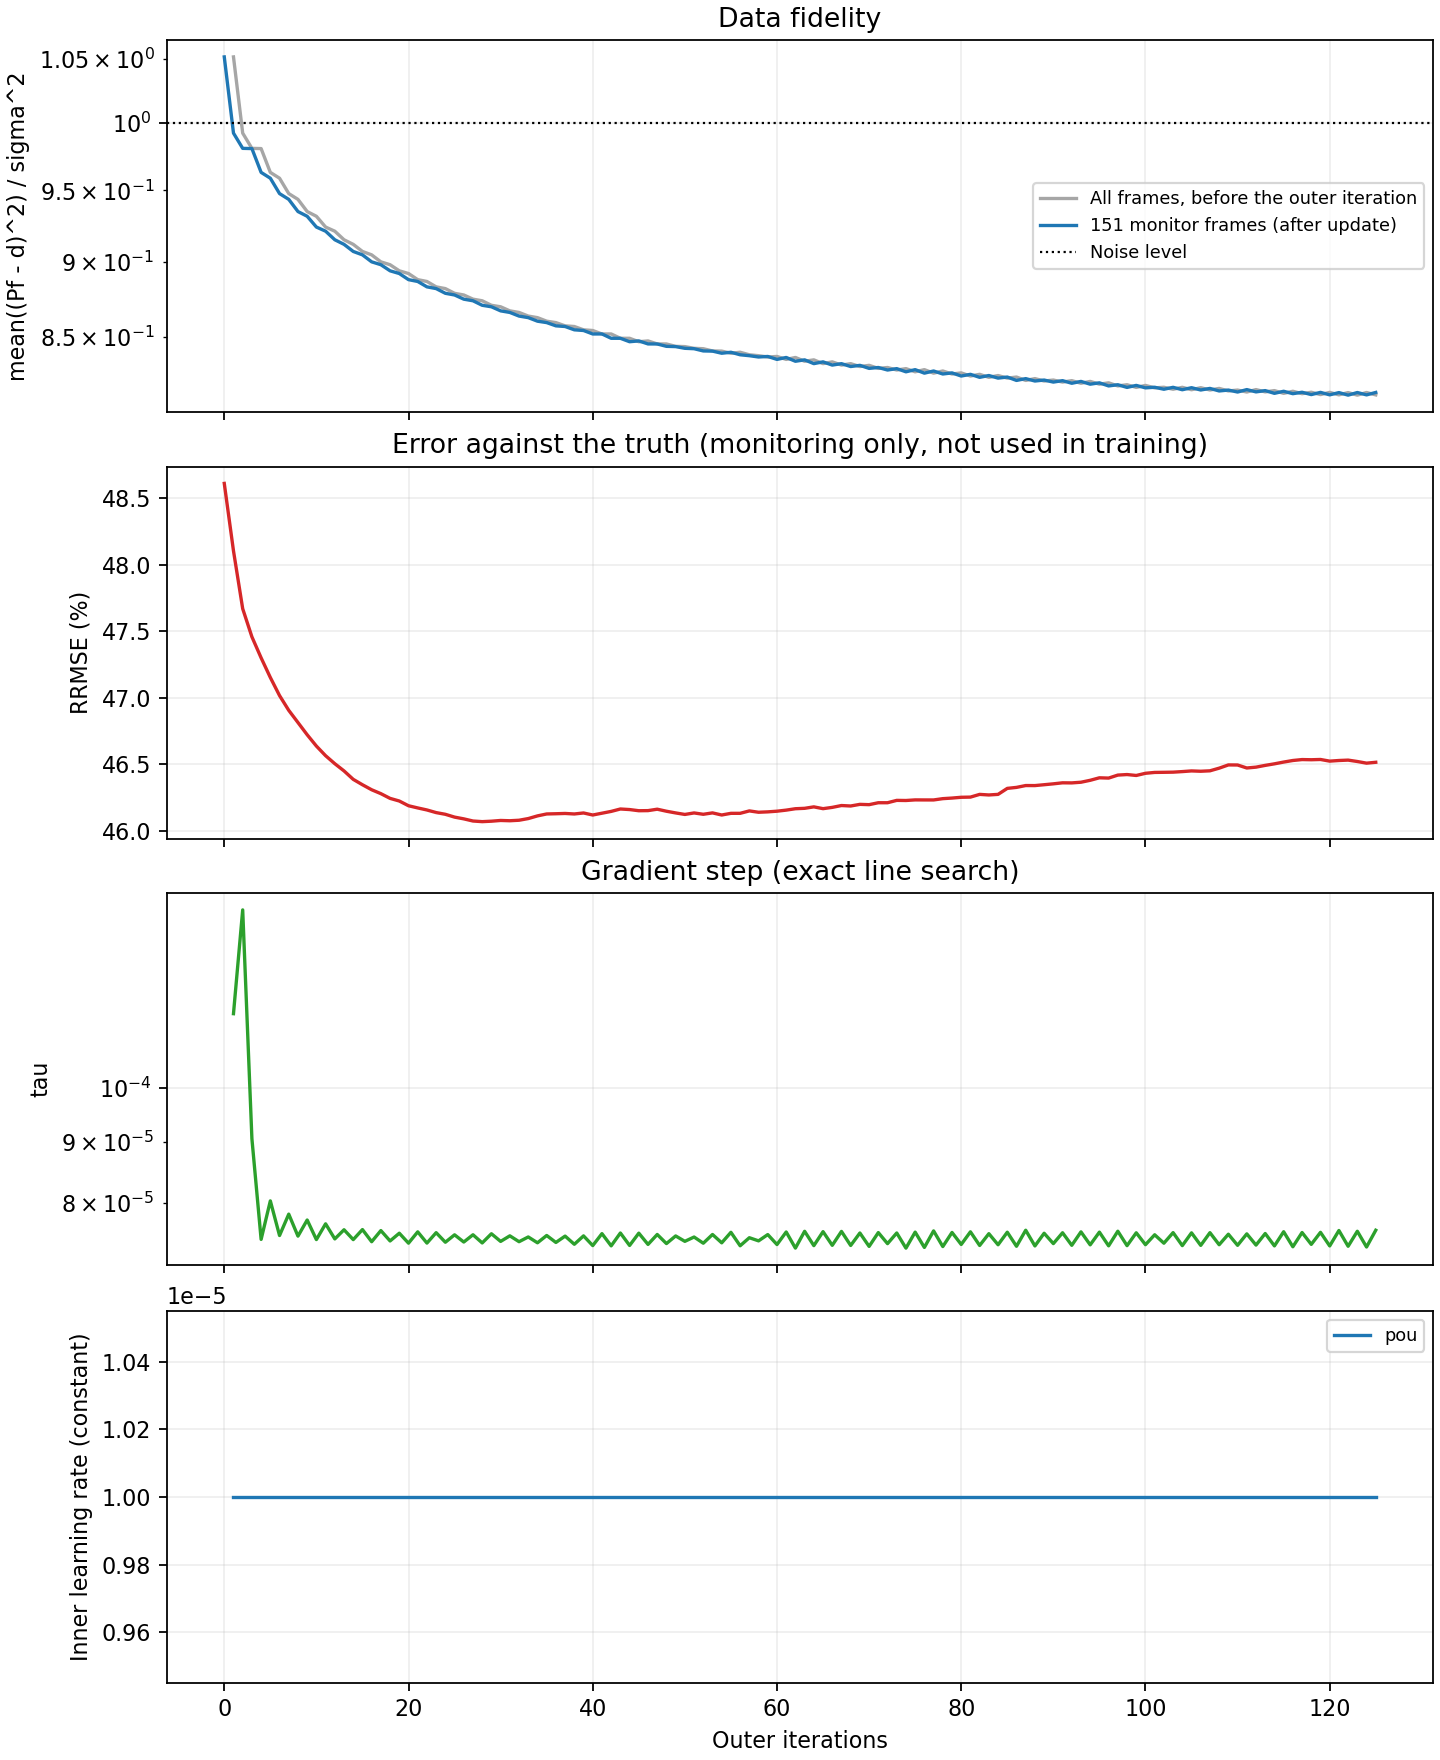 Data fidelity
mean((Pf - d)^2) / sigma^2
1.05 × 10⁰
10⁰
9.5 × 10⁻¹
9 × 10⁻¹
8.5 × 10⁻¹
All frames, before the outer iteration
151 monitor frames (after update)
Noise level
Error against the truth (monitoring only, not used in training)
RRMSE (%)
48.5
48.0
47.5
47.0
46.5
46.0
Gradient step (exact line search)
tau
10⁻⁴
9 × 10⁻⁵
8 × 10⁻⁵
1e−5
Inner learning rate (constant)
1.04
1.02
1.00
0.98
0.96
pou
0 20 40 60 80 100 120
Outer iterations